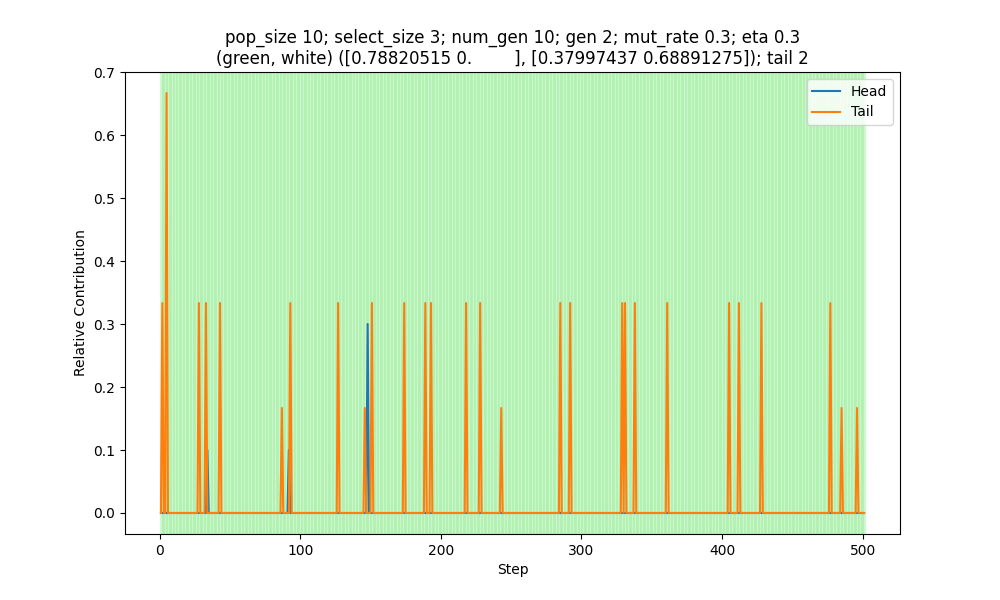 pop_size 10; select_size 3; num_gen 10; gen 2; mut_rate 0.3; eta 0.3
(green, white) ([0.78820515 0.        ], [0.37997437 0.68891275]); tail 2
Head
Tail
Relative Contribution
0.7
0.6
0.5
0.4
0.3
0.2
0.1
0.0
0 100 200 300 400 500
Step